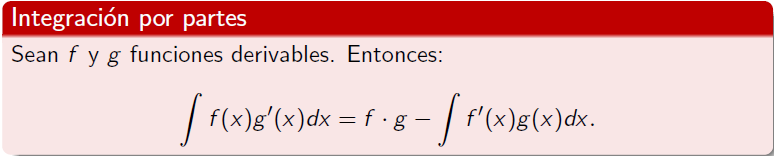 Integración por partes
Sean f y g funciones derivables. Entonces:
∫ f(x)g′(x)dx = f · g − ∫ f′(x)g(x)dx.